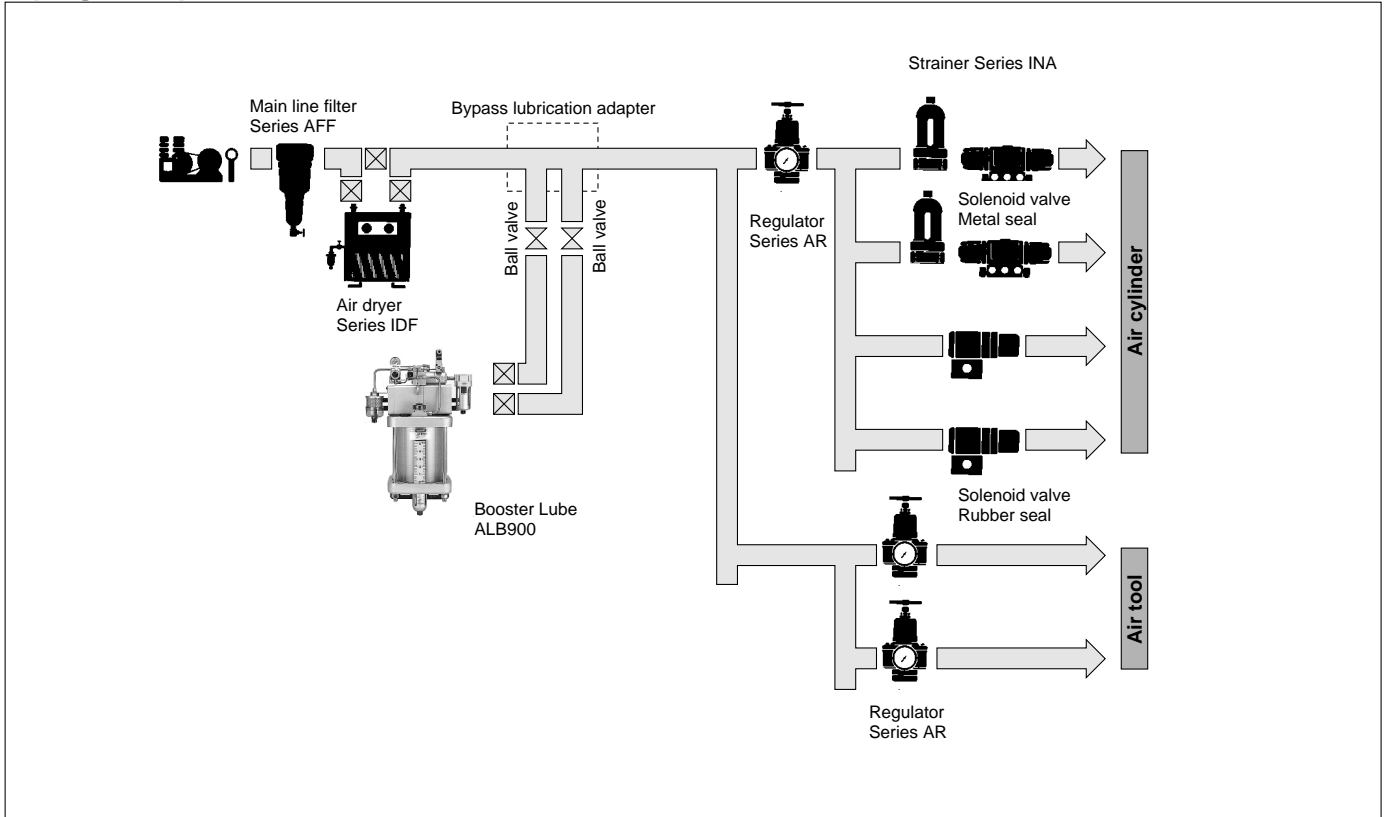 Strainer Series INA
Main line filter
Series AFF
Bypass lubrication adapter
Ball valve
Ball valve
Regulator
Series AR
Solenoid valve
Metal seal
Air dryer
Series IDF
Air cylinder
Booster Lube
ALB900
Solenoid valve
Rubber seal
Air tool
Regulator
Series AR